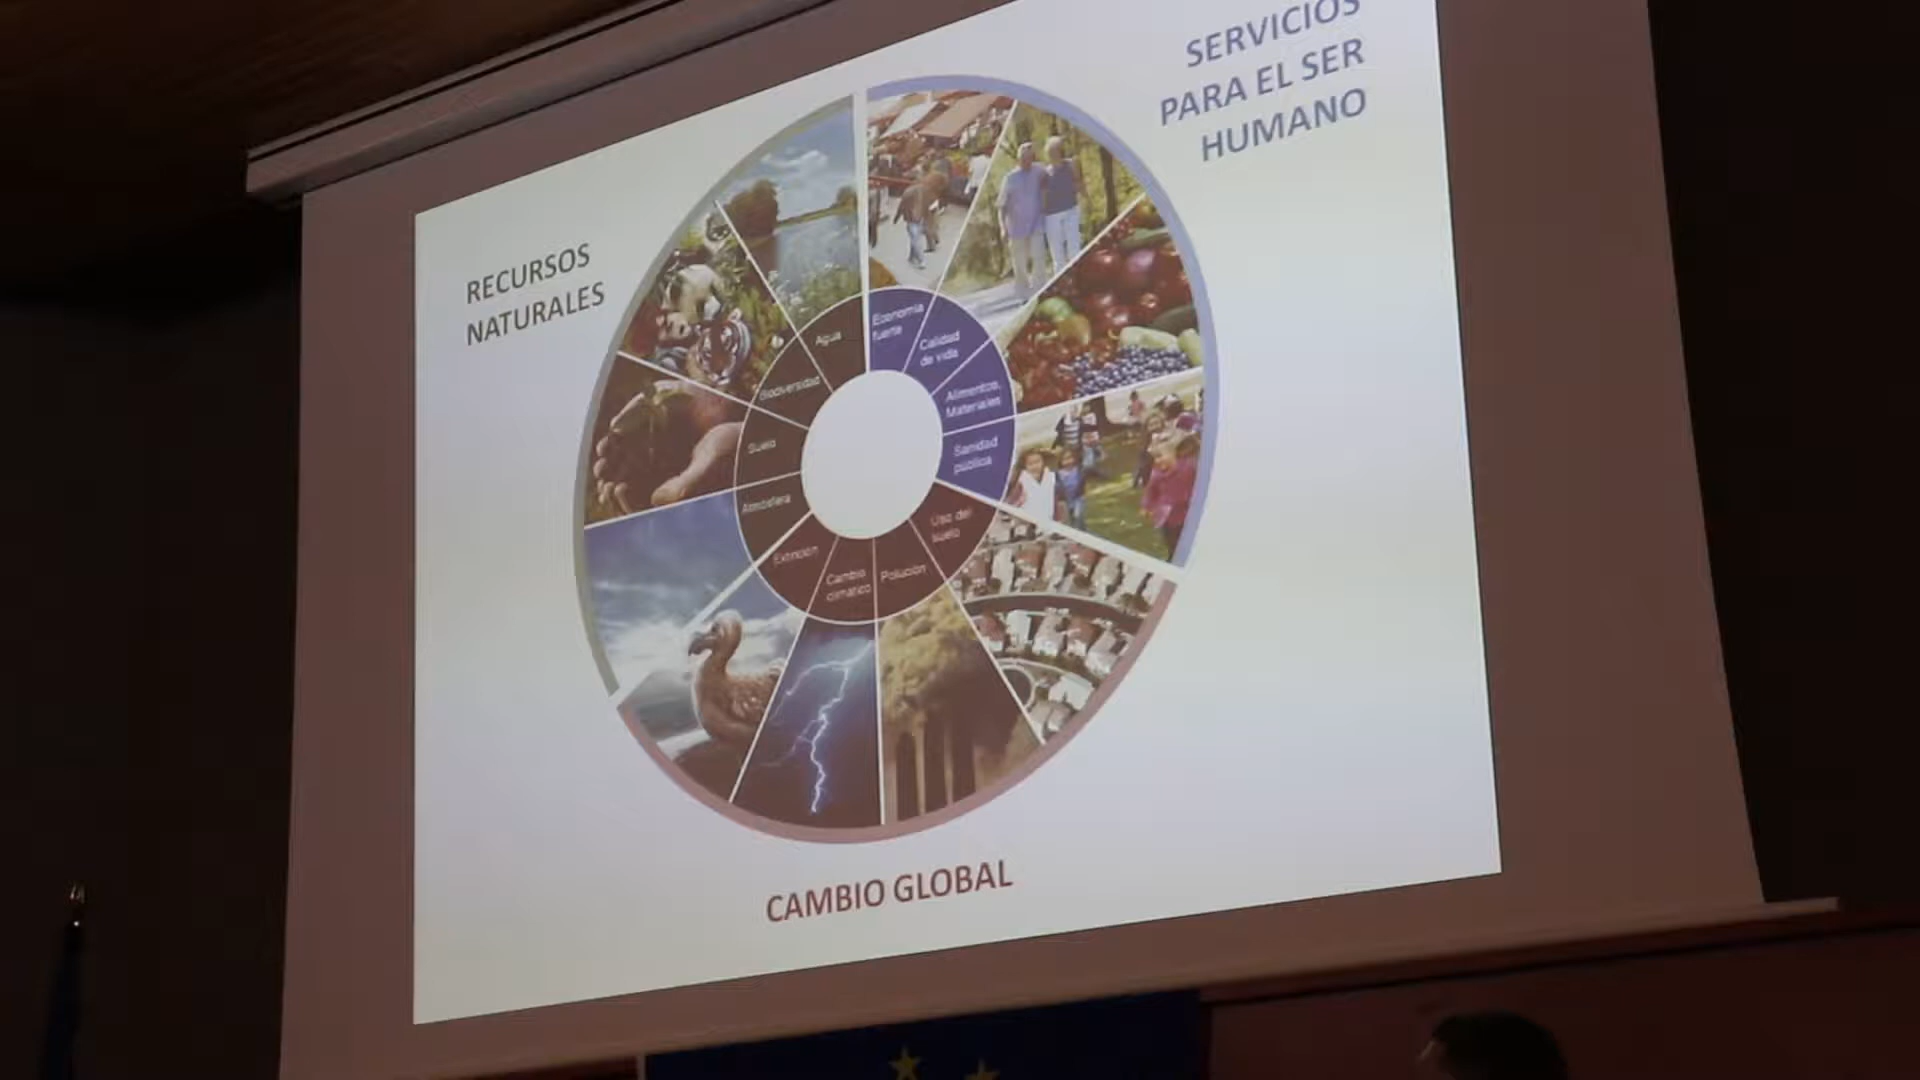 SERVICIOS
PARA EL SER
HUMANO
RECURSOS
NATURALES
Economía
fuerte
Calidad
de vida
Alimentos,
Materiales
Sanidad
pública
Uso del
suelo
Polución
Cambio
climático
Extinción
Atmósfera
Suelo
Biodiversidad
Agua
CAMBIO GLOBAL